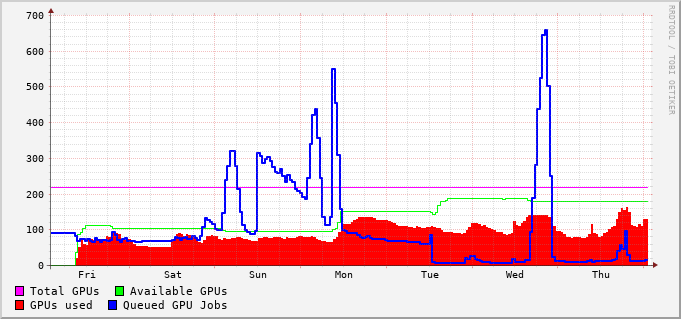 700
600
500
400
300
200
100
0
Fri Sat Sun Mon Tue Wed Thu
Total GPUs Available GPUs
GPUs used Queued GPU Jobs
RRDTOOL / TOBI OETIKER